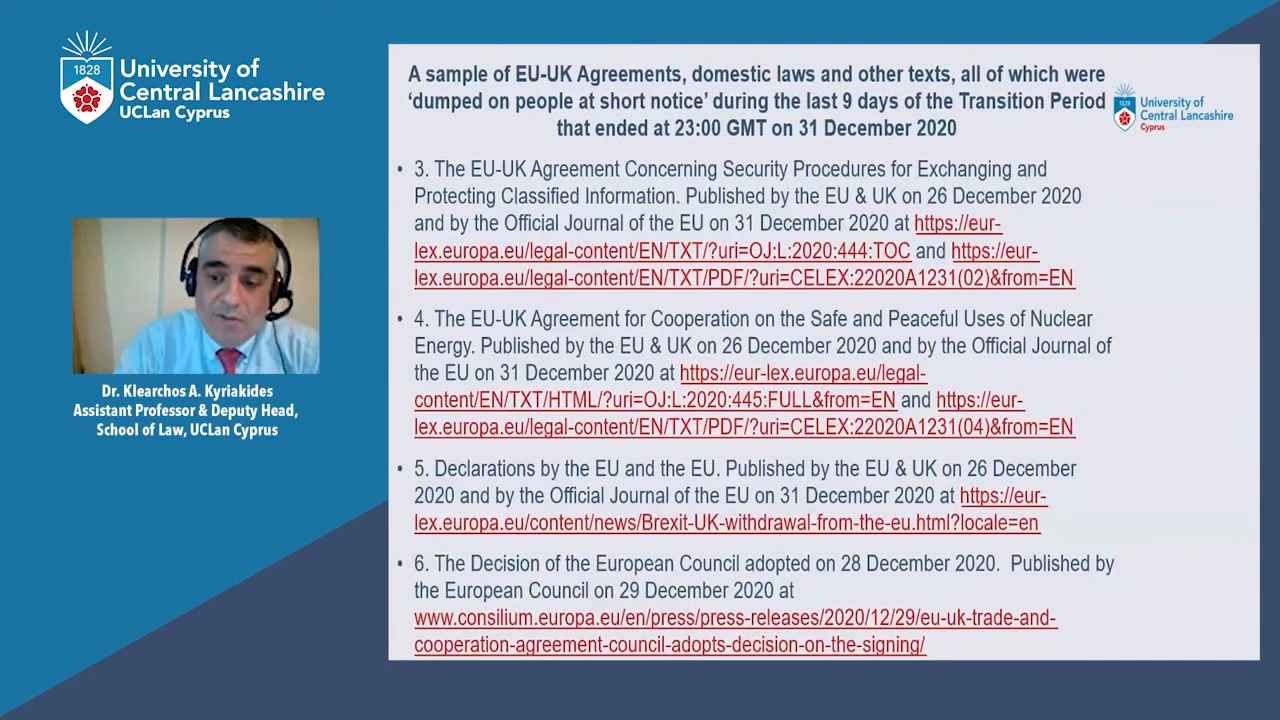 1828
University of
Central Lancashire
UCLan Cyprus
Dr. Klearchos A. Kyriakides
Assistant Professor & Deputy Head,
School of Law, UCLan Cyprus
A sample of EU-UK Agreements, domestic laws and other texts, all of which were
‘dumped on people at short notice’ during the last 9 days of the Transition Period
that ended at 23:00 GMT on 31 December 2020
1828
University of
Central Lancashire
Cyprus
• 3. The EU-UK Agreement Concerning Security Procedures for Exchanging and
Protecting Classified Information. Published by the EU & UK on 26 December 2020
and by the Official Journal of the EU on 31 December 2020 at https://eur-
lex.europa.eu/legal-content/EN/TXT/?uri=OJ:L:2020:444:TOC and https://eur-
lex.europa.eu/legal-content/EN/TXT/PDF/?uri=CELEX:22020A1231(02)&from=EN
• 4. The EU-UK Agreement for Cooperation on the Safe and Peaceful Uses of Nuclear
Energy. Published by the EU & UK on 26 December 2020 and by the Official Journal of
the EU on 31 December 2020 at https://eur-lex.europa.eu/legal-
content/EN/TXT/HTML/?uri=OJ:L:2020:445:FULL&from=EN and https://eur-
lex.europa.eu/legal-content/EN/TXT/PDF/?uri=CELEX:22020A1231(04)&from=EN
• 5. Declarations by the EU and the EU. Published by the EU & UK on 26 December
2020 and by the Official Journal of the EU on 31 December 2020 at https://eur-
lex.europa.eu/content/news/Brexit-UK-withdrawal-from-the-eu.html?locale=en
• 6. The Decision of the European Council adopted on 28 December 2020. Published by
the European Council on 29 December 2020 at
www.consilium.europa.eu/en/press/press-releases/2020/12/29/eu-uk-trade-and-
cooperation-agreement-council-adopts-decision-on-the-signing/